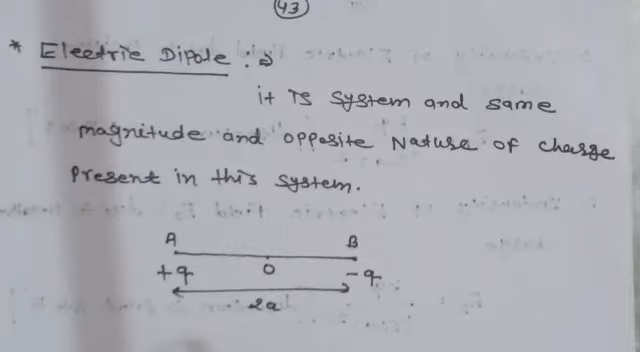 43
* Electric Dipole :→
it is system and same
magnitude and opposite Nature of charge
present in this system.
A B
+q O -q
2a